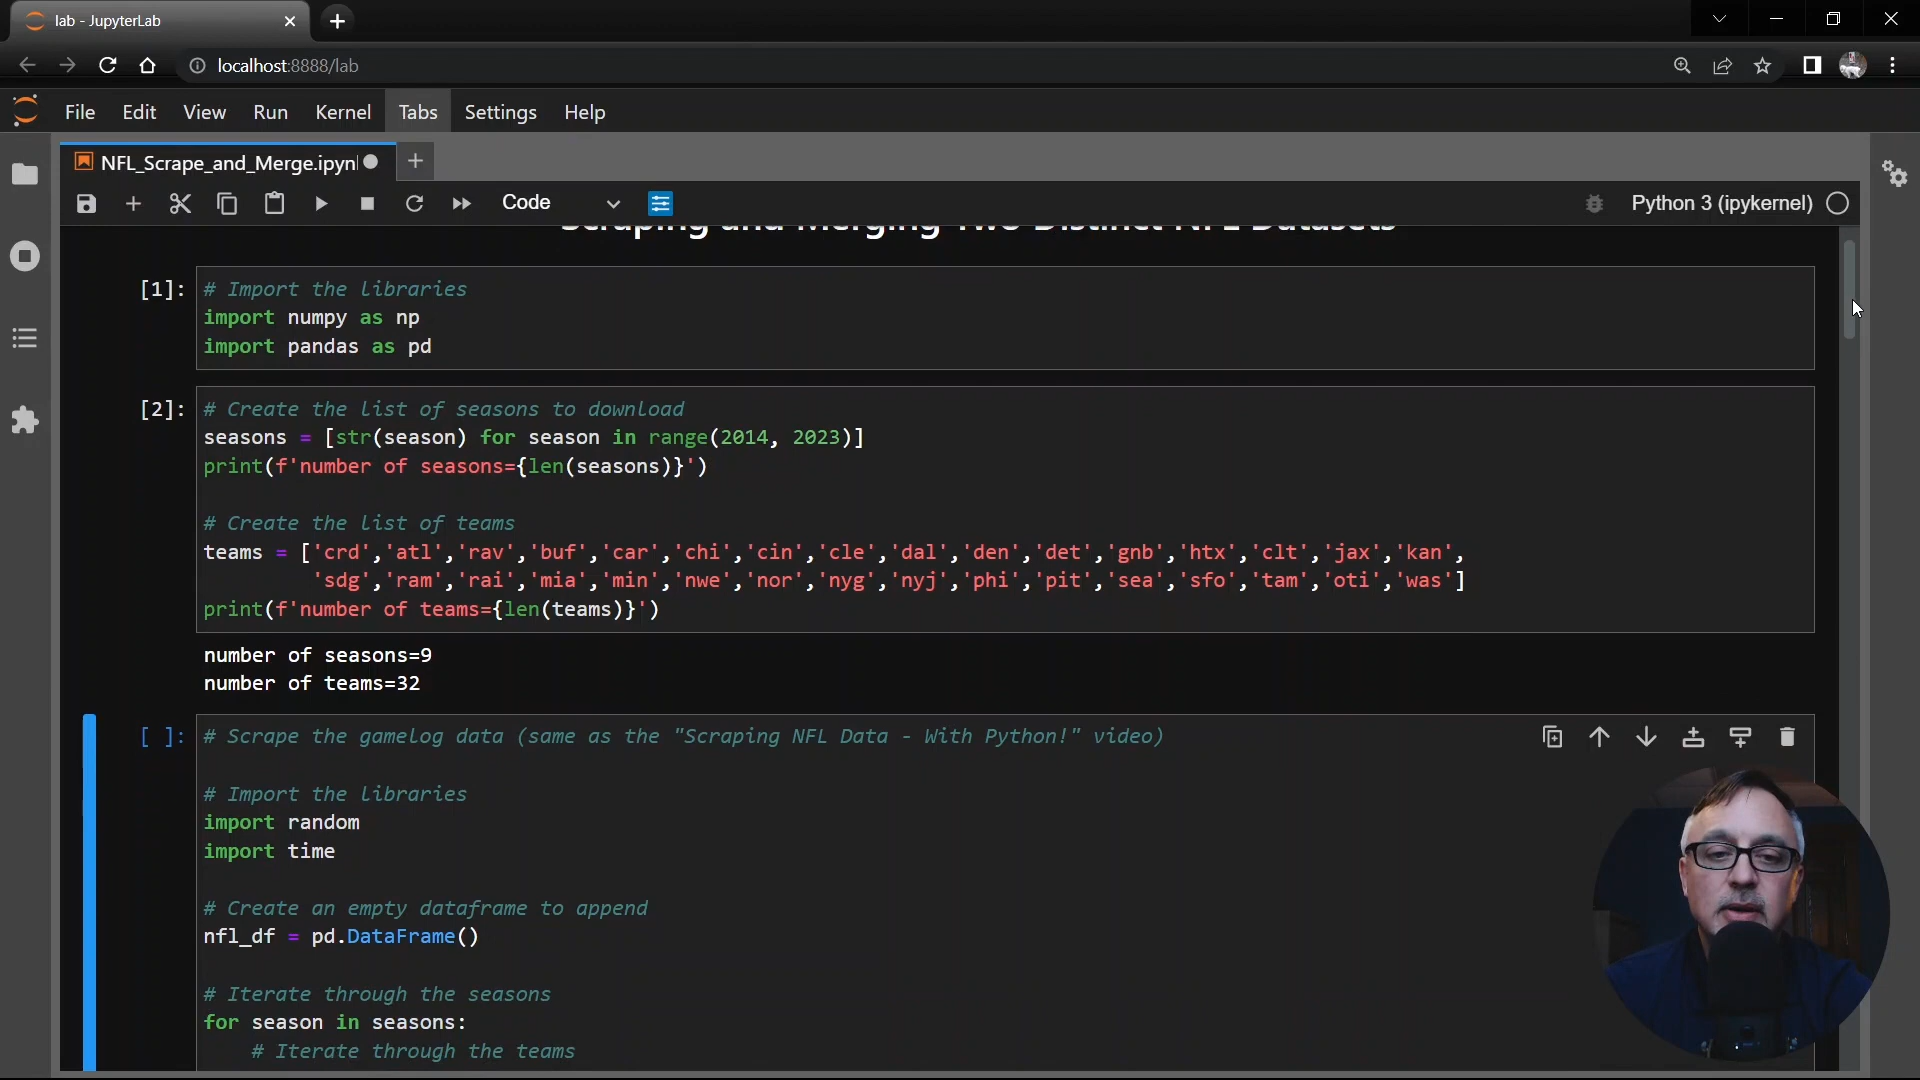 lab - JupyterLab
localhost:8888/lab
File Edit View Run Kernel Tabs Settings Help
NFL_Scrape_and_Merge.ipynl
Code
Python 3 (ipykernel)
Scraping and Merging Two Distinct NFL Datasets
[1]:
# Import the libraries
import numpy as np
import pandas as pd
[2]:
# Create the list of seasons to download
seasons = [str(season) for season in range(2014, 2023)]
print(f'number of seasons={len(seasons)}')
# Create the list of teams
teams = ['crd','atl','rav','buf','car','chi','cin','cle','dal','den','det','gnb','htx','clt','jax','kan',
'sdg','ram','rai','mia','min','nwe','nor','nyg','nyj','phi','pit','sea','sfo','tam','oti','was']
print(f'number of teams={len(teams)}')
number of seasons=9
number of teams=32
[ ]:
# Scrape the gamelog data (same as the "Scraping NFL Data - With Python!" video)
# Import the libraries
import random
import time
# Create an empty dataframe to append
nfl_df = pd.DataFrame()
# Iterate through the seasons
for season in seasons:
# Iterate through the teams